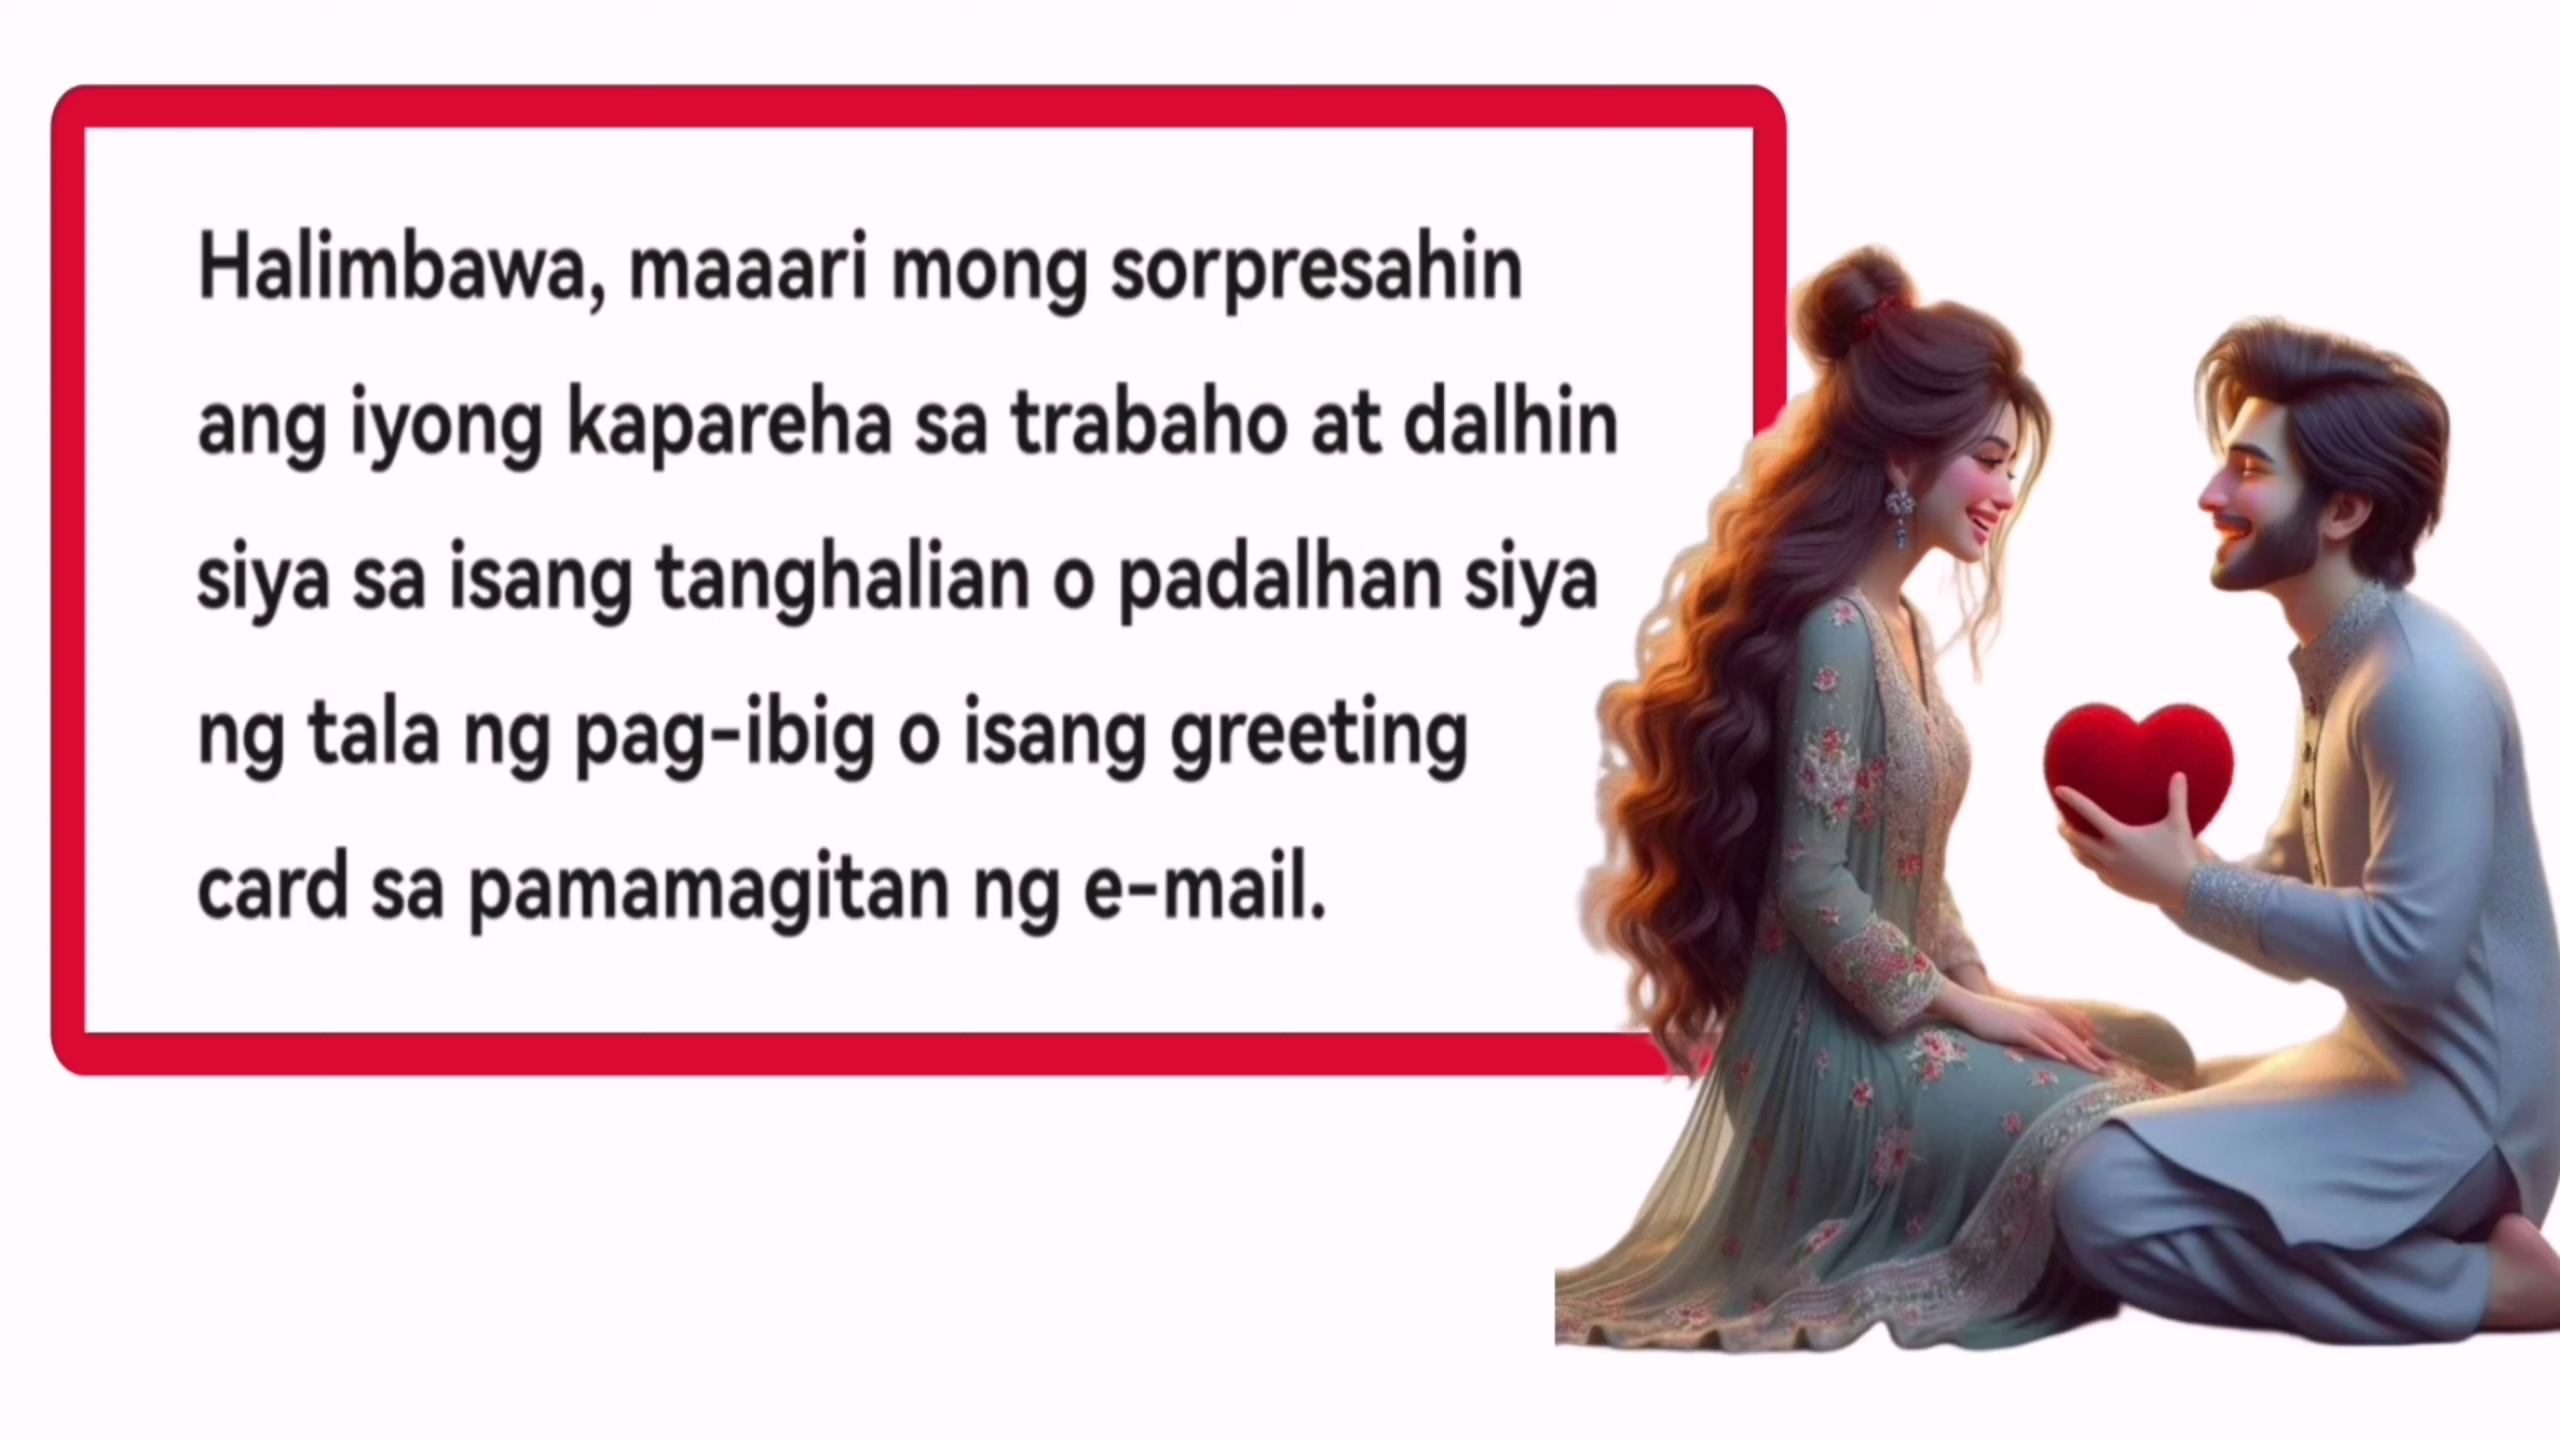 Halimbawa, maaari mong sorpresahin
ang iyong kapareha sa trabaho at dalhin
siya sa isang tanghalian o padalhan siya
ng tala ng pag-ibig o isang greeting
card sa pamamagitan ng e-mail.